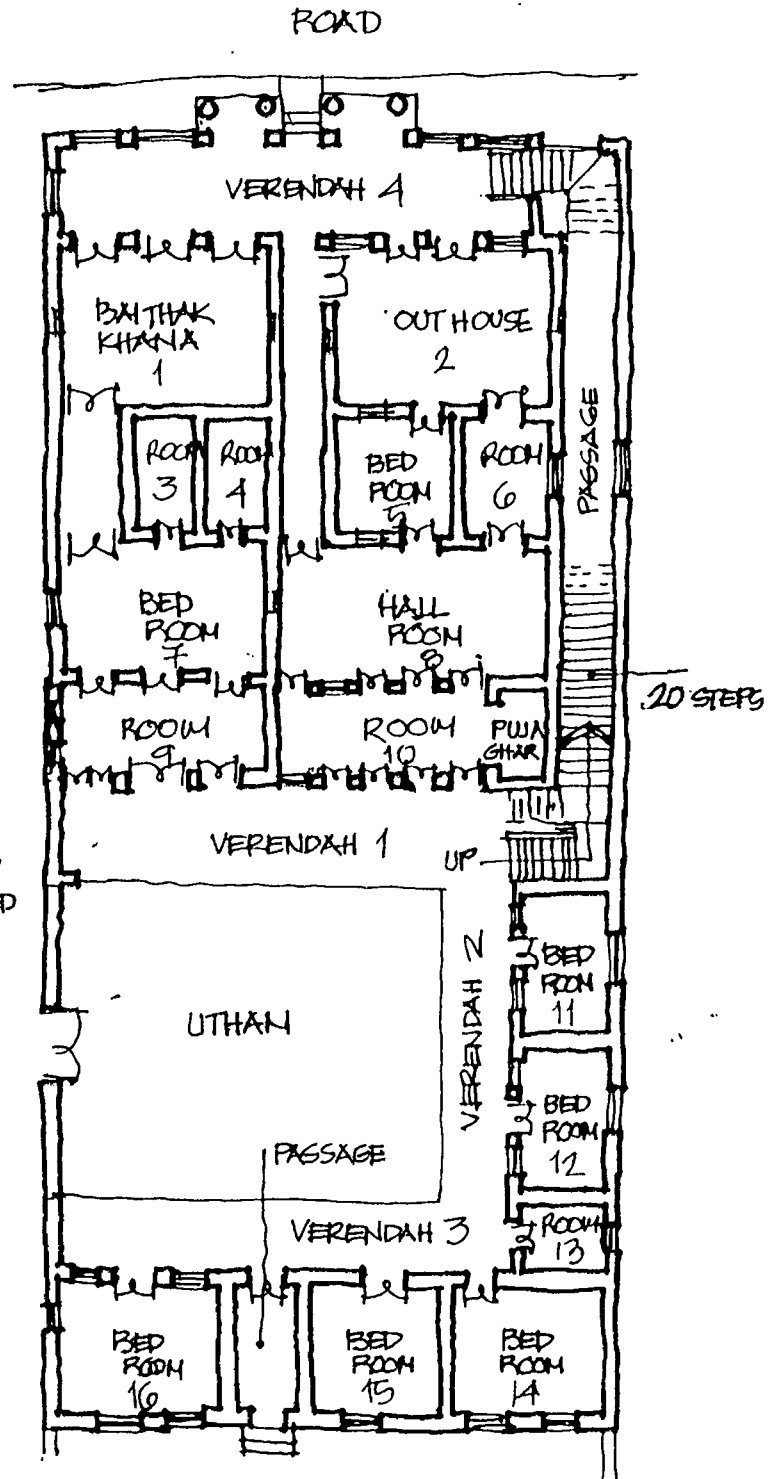 ROAD
VERENDAH 4
BAITHAK
KHANA
1
OUT HOUSE
2
PASSAGE
ROOM
3
ROOM
4
BED
ROOM
5
ROOM
6
BED
ROOM
7
HALL
ROOM
8
20 STEPS
ROOM
9
ROOM
10
PUJA
GHAR
VERENDAH 1
UP
D
VERENDAH 2
BED
ROOM
11
UTHAN
BED
ROOM
12
PASSAGE
VERENDAH 3
ROOM
13
BED
ROOM
16
BED
ROOM
15
BED
ROOM
14